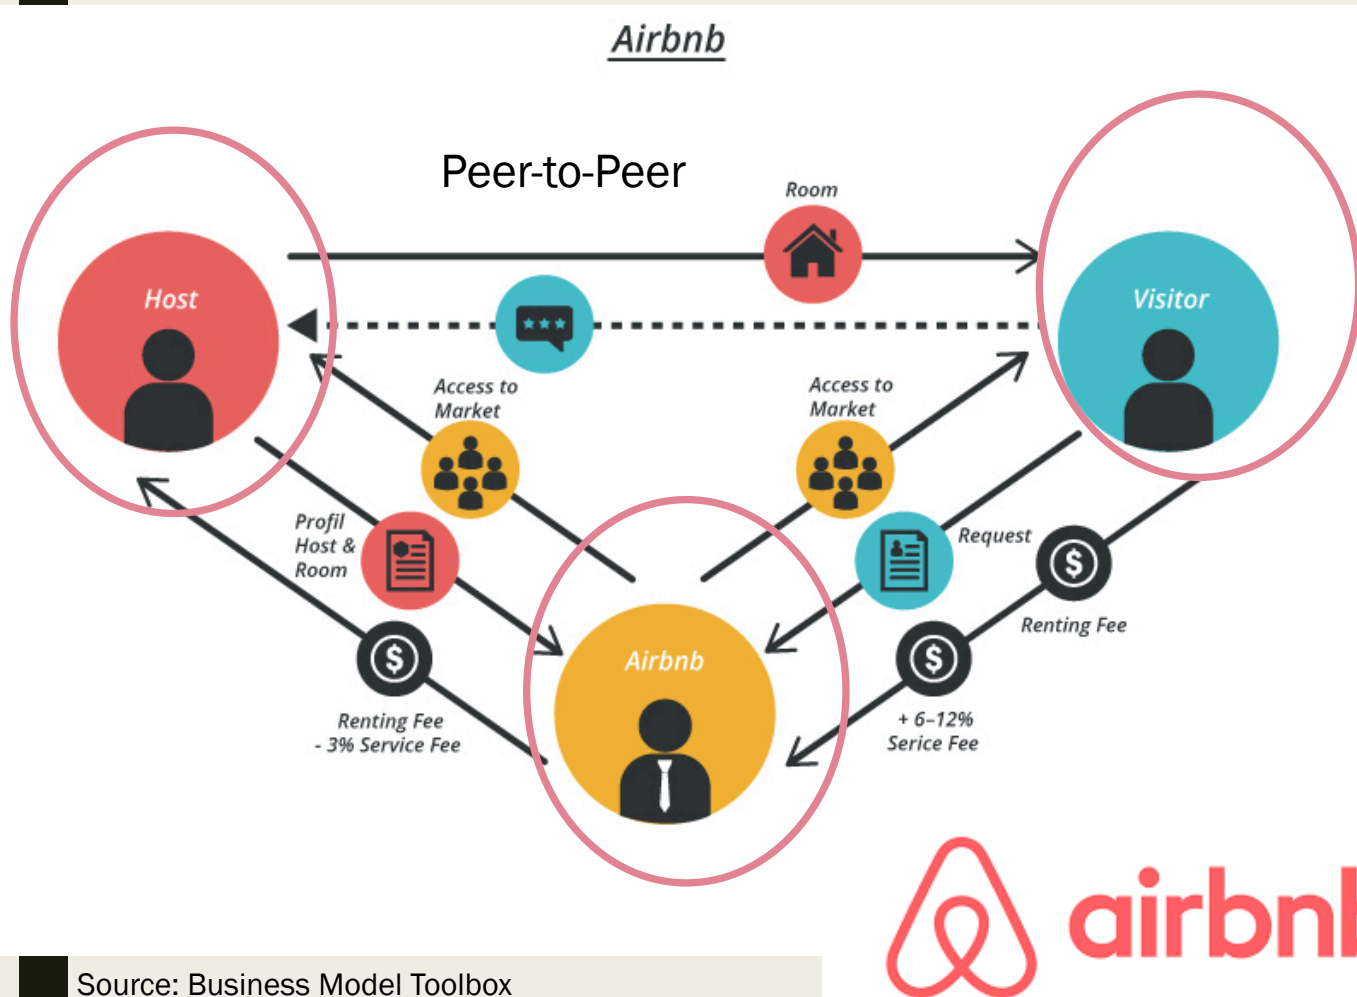 Airbnb
Peer-to-Peer
Room
Host
Visitor
Access to
Market
Access to
Market
Profil
Host &
Room
Request
Renting Fee
Airbnb
Renting Fee
- 3% Service Fee
+ 6–12%
Serice Fee
airbnb
Source: Business Model Toolbox